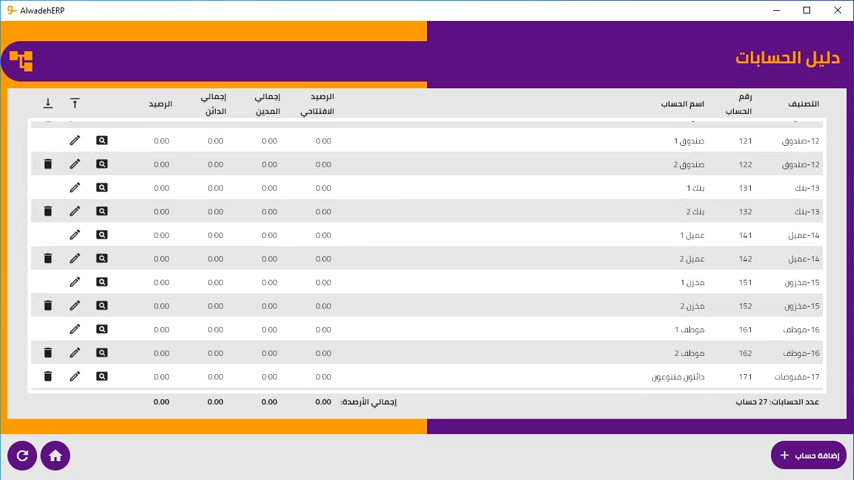 AlwadehERP
دليل الحسابات
التصنيف رقم الحساب اسم الحساب الرصيد الافتتاحي إجمالي المدين إجمالي الدائن الرصيد
12-صندوق 121 صندوق 1 0.00 0.00 0.00 0.00
12-صندوق 122 صندوق 2 0.00 0.00 0.00 0.00
13-بنك 131 بنك 1 0.00 0.00 0.00 0.00
13-بنك 132 بنك 2 0.00 0.00 0.00 0.00
14-عميل 141 عميل 1 0.00 0.00 0.00 0.00
14-عميل 142 عميل 2 0.00 0.00 0.00 0.00
15-مخزون 151 مخزن 1 0.00 0.00 0.00 0.00
15-مخزون 152 مخزن 2 0.00 0.00 0.00 0.00
16-موظف 161 موظف 1 0.00 0.00 0.00 0.00
16-موظف 162 موظف 2 0.00 0.00 0.00 0.00
17-مقبوضات 171 دائنون متنوعون 0.00 0.00 0.00 0.00
عدد الحسابات: 27 حساب إجمالي الأرصدة: 0.00 0.00 0.00 0.00
إضافة حساب +